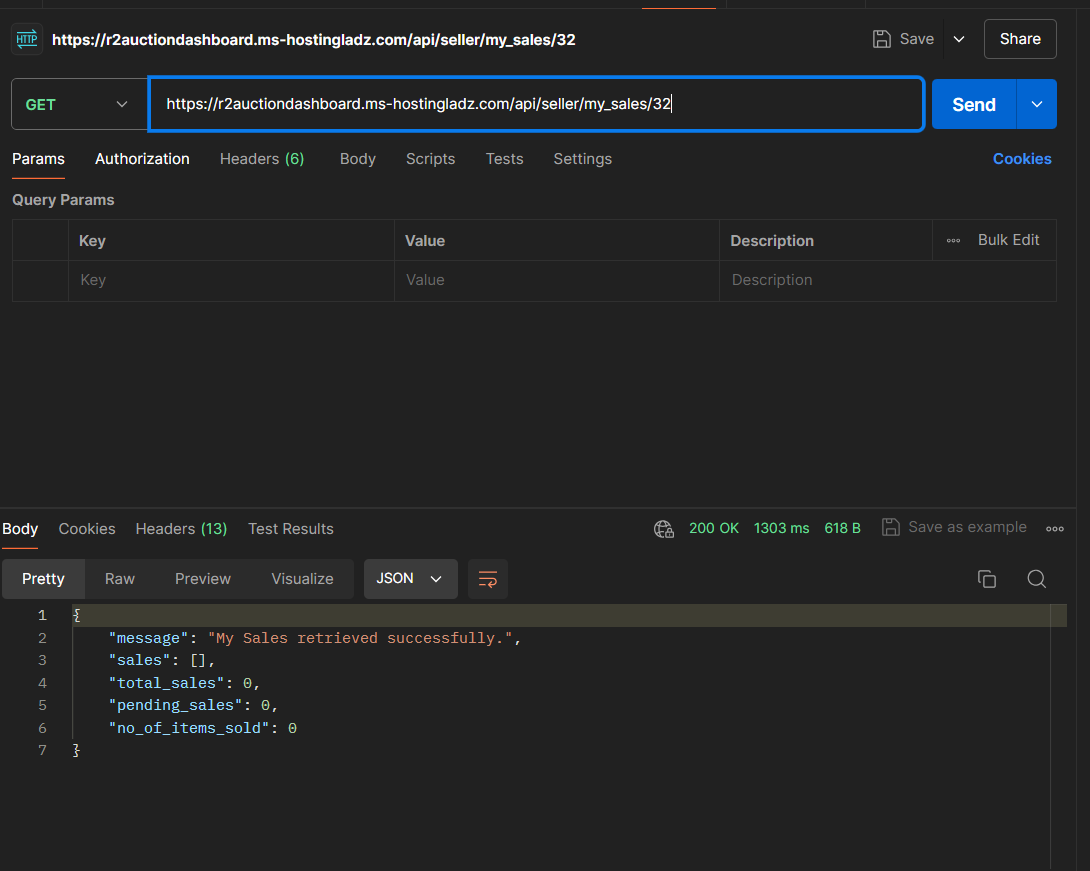 HTTP https://r2auctiondashboard.ms-hostingladz.com/api/seller/my_sales/32 Save Share
GET https://r2auctiondashboard.ms-hostingladz.com/api/seller/my_sales/32 Send
Params Authorization Headers (6) Body Scripts Tests Settings Cookies
Query Params
Key Value Description Bulk Edit
Key Value Description
Body Cookies Headers (13) Test Results 200 OK 1303 ms 618 B Save as example
Pretty Raw Preview Visualize JSON
1 {
2 "message": "My Sales retrieved successfully.",
3 "sales": [],
4 "total_sales": 0,
5 "pending_sales": 0,
6 "no_of_items_sold": 0
7 }